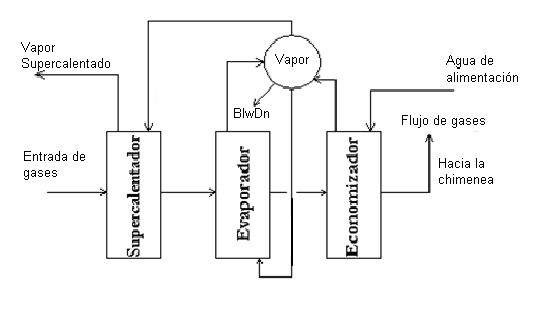 Vapor
Supercalentado
Vapor
Agua de
alimentación
BlwDn
Flujo de gases
Entrada de
gases
Hacia la
chimenea
Supercalentador
Evaporador
Economizador